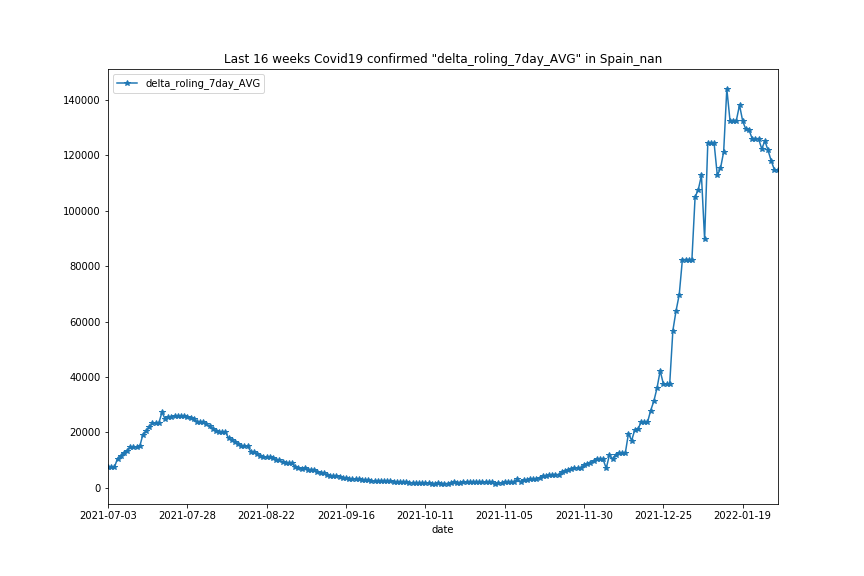 Last 16 weeks Covid19 confirmed "delta_roling_7day_AVG" in Spain_nan
delta_roling_7day_AVG
140000
120000
100000
80000
60000
40000
20000
0
2021-07-03 2021-07-28 2021-08-22 2021-09-16 2021-10-11 2021-11-05 2021-11-30 2021-12-25 2022-01-19
date